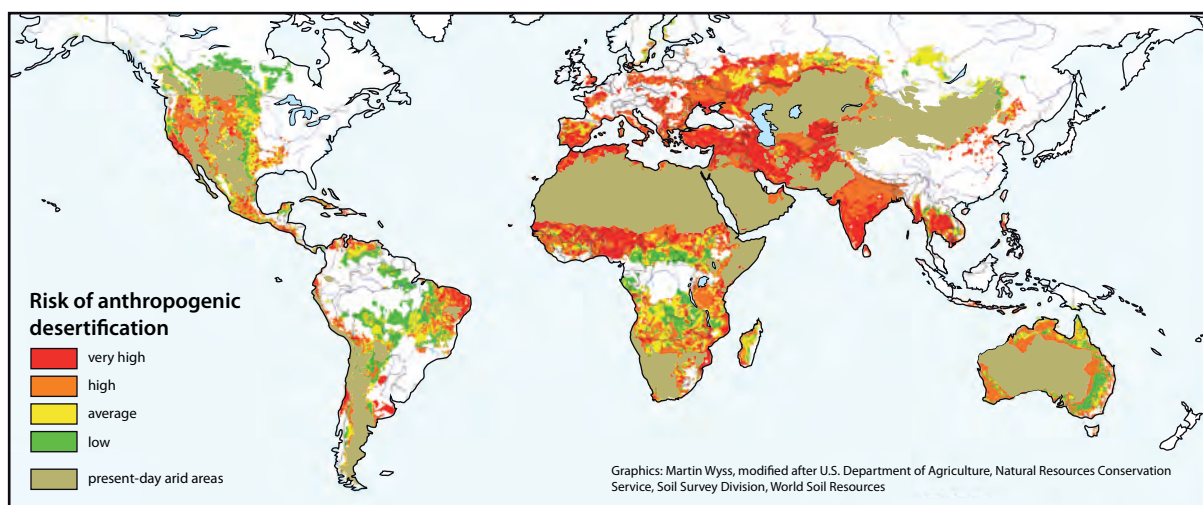 Risk of anthropogenic
desertification
very high
high
average
low
present-day arid areas
Graphics: Martin Wyss, modified after U.S. Department of Agriculture, Natural Resources Conservation
Service, Soil Survey Division, World Soil Resources